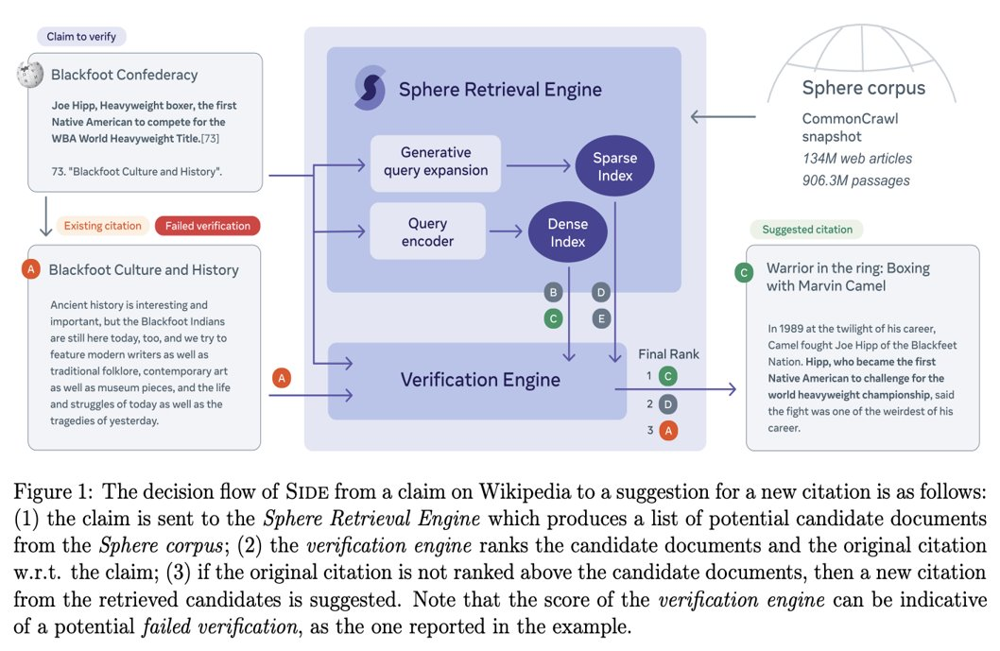 Claim to verify
Blackfoot Confederacy
Joe Hipp, Heavyweight boxer, the first
Native American to compete for the
WBA World Heavyweight Title.[73]
73. "Blackfoot Culture and History".
Existing citation
Failed verification
A
Blackfoot Culture and History
Ancient history is interesting and
important, but the Blackfoot Indians
are still here today, too, and we try to
feature modern writers as well as
traditional folklore, contemporary art
as well as museum pieces, and the life
and struggles of today as well as the
tragedies of yesterday.
A
Sphere Retrieval Engine
Generative
query expansion
Sparse
Index
Query
encoder
Dense
Index
B
D
C
E
Verification Engine
Final Rank
1 C
2 D
3 A
Sphere corpus
CommonCrawl
snapshot
134M web articles
906.3M passages
Suggested citation
C
Warrior in the ring: Boxing
with Marvin Camel
In 1989 at the twilight of his career,
Camel fought Joe Hipp of the Blackfeet
Nation. Hipp, who became the first
Native American to challenge for the
world heavyweight championship, said
the fight was one of the weirdest of his
career.
Figure 1: The decision flow of SIDE from a claim on Wikipedia to a suggestion for a new citation is as follows:
(1) the claim is sent to the Sphere Retrieval Engine which produces a list of potential candidate documents
from the Sphere corpus; (2) the verification engine ranks the candidate documents and the original citation
w.r.t. the claim; (3) if the original citation is not ranked above the candidate documents, then a new citation
from the retrieved candidates is suggested. Note that the score of the verification engine can be indicative
of a potential failed verification, as the one reported in the example.